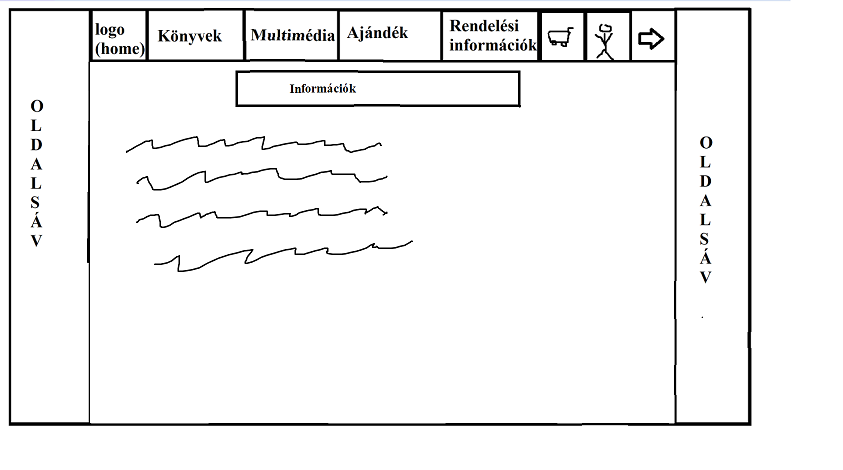 logo
(home)
Könyvek
Multimédia
Ajándék
Rendelési
információk
Információk
O
L
D
A
L
S
Á
V
O
L
D
A
L
S
Á
V